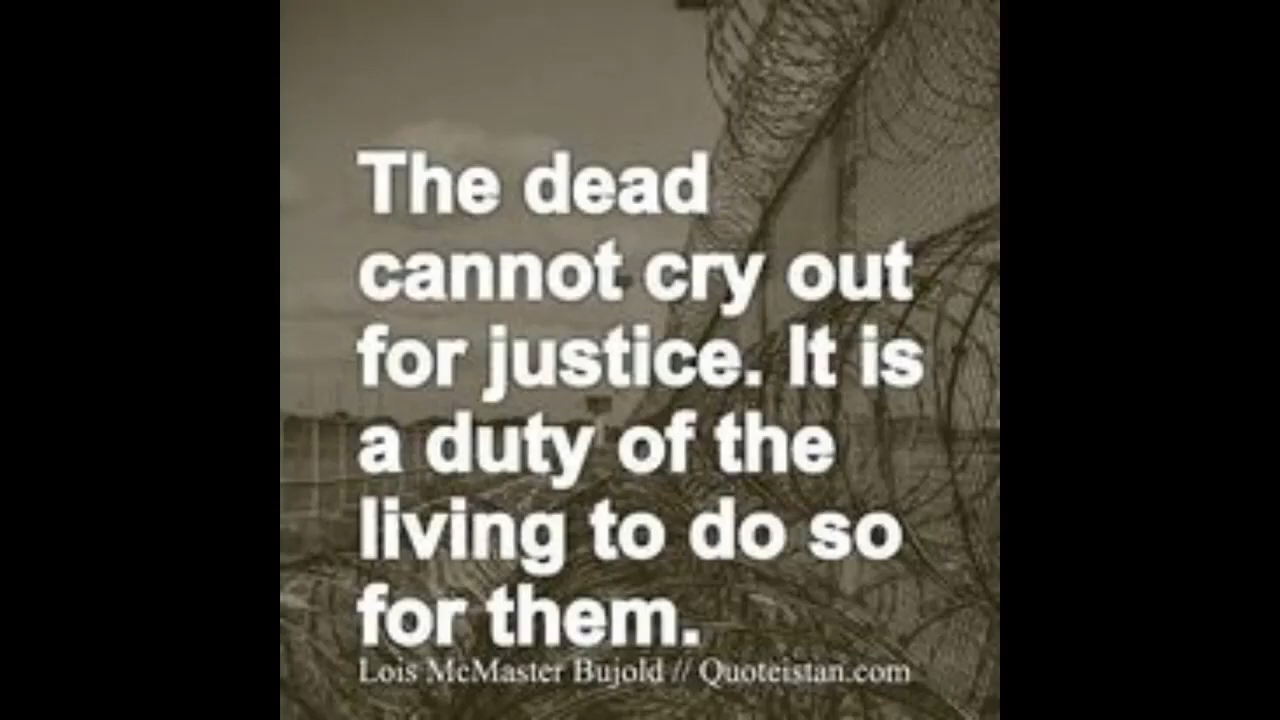 The dead
cannot cry out
for justice. It is
a duty of the
living to do so
for them.
Lois McMaster Bujold // Quoteistan.com